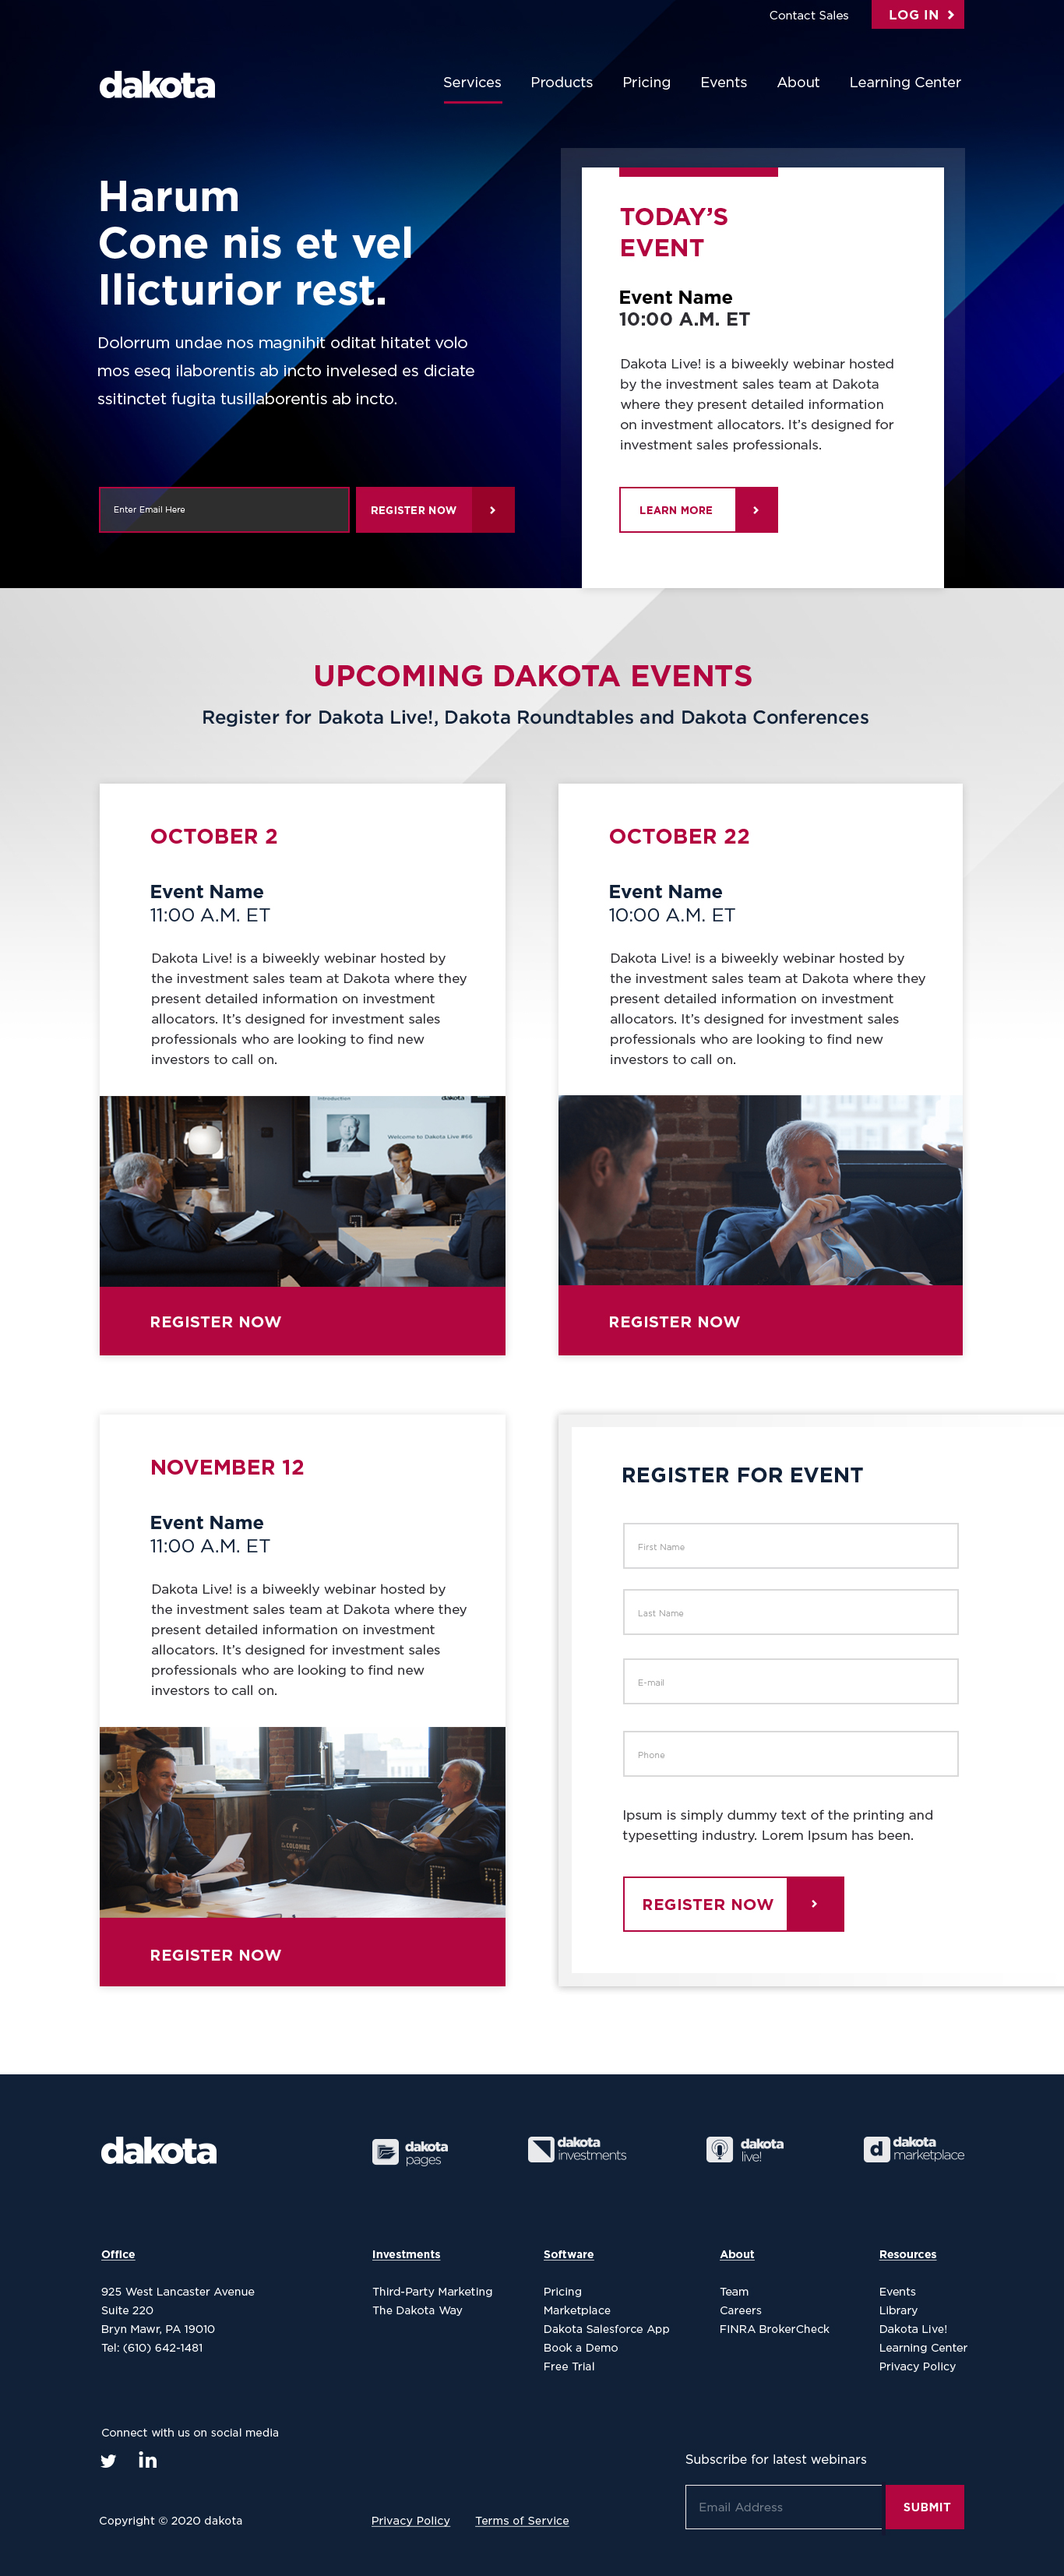 Contact Sales
LOG IN
dakota
Services
Products
Pricing
Events
About
Learning Center
Harum
Cone nis et vel
Ilicturior rest.
Dolorrum undae nos magnihit oditat hitatet volo
mos eseq ilaborentis ab incto invelesed es diciate
ssitinctet fugita tusillaborentis ab incto.
Enter Email Here
REGISTER NOW
TODAY’S
EVENT
Event Name
10:00 A.M. ET
Dakota Live! is a biweekly webinar hosted
by the investment sales team at Dakota
where they present detailed information
on investment allocators. It’s designed for
investment sales professionals.
LEARN MORE
UPCOMING DAKOTA EVENTS
Register for Dakota Live!, Dakota Roundtables and Dakota Conferences
OCTOBER 2
Event Name
11:00 A.M. ET
Dakota Live! is a biweekly webinar hosted by
the investment sales team at Dakota where they
present detailed information on investment
allocators. It’s designed for investment sales
professionals who are looking to find new
investors to call on.
Introduction
dakota
Welcome to Dakota Live #66
REGISTER NOW
OCTOBER 22
Event Name
10:00 A.M. ET
Dakota Live! is a biweekly webinar hosted by
the investment sales team at Dakota where they
present detailed information on investment
allocators. It’s designed for investment sales
professionals who are looking to find new
investors to call on.
REGISTER NOW
NOVEMBER 12
Event Name
11:00 A.M. ET
Dakota Live! is a biweekly webinar hosted by
the investment sales team at Dakota where they
present detailed information on investment
allocators. It’s designed for investment sales
professionals who are looking to find new
investors to call on.
LA
COLOMBE
REGISTER NOW
REGISTER FOR EVENT
First Name
Last Name
E-mail
Phone
Ipsum is simply dummy text of the printing and
typesetting industry. Lorem Ipsum has been.
REGISTER NOW
dakota
dakota
pages
dakota
investments
dakota
live!
d
dakota
marketplace
Office
925 West Lancaster Avenue
Suite 220
Bryn Mawr, PA 19010
Tel: (610) 642-1481
Investments
Third-Party Marketing
The Dakota Way
Software
Pricing
Marketplace
Dakota Salesforce App
Book a Demo
Free Trial
About
Team
Careers
FINRA BrokerCheck
Resources
Events
Library
Dakota Live!
Learning Center
Privacy Policy
Connect with us on social media
in
Subscribe for latest webinars
Email Address
SUBMIT
Copyright © 2020 dakota
Privacy Policy
Terms of Service